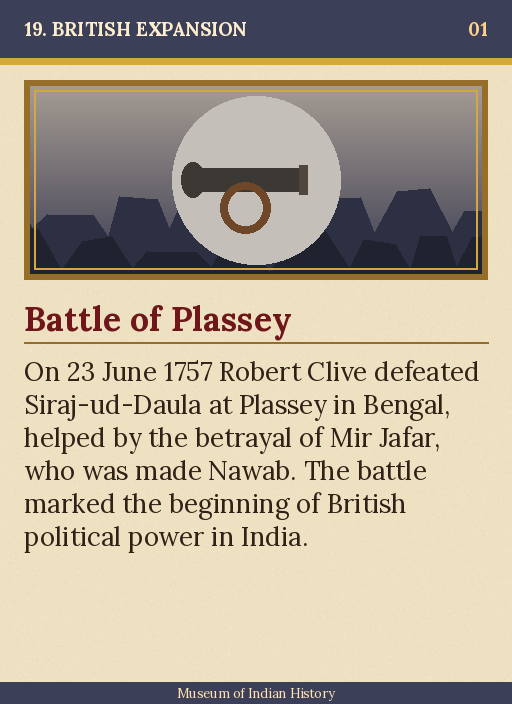 19. BRITISH EXPANSION
01
Battle of Plassey
On 23 June 1757 Robert Clive defeated
Siraj-ud-Daula at Plassey in Bengal,
helped by the betrayal of Mir Jafar,
who was made Nawab. The battle
marked the beginning of British
political power in India.
Museum of Indian History